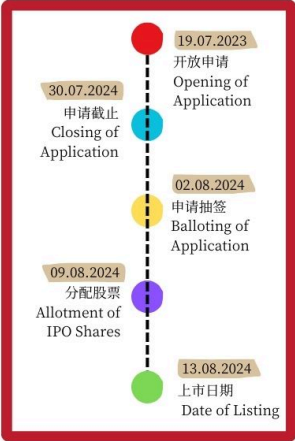 19.07.2023
开放申请
Opening of
Application
30.07.2024
申请截止
Closing of
Application
02.08.2024
申请抽签
Balloting of
Application
09.08.2024
分配股票
Allotment of
IPO Shares
13.08.2024
上市日期
Date of Listing